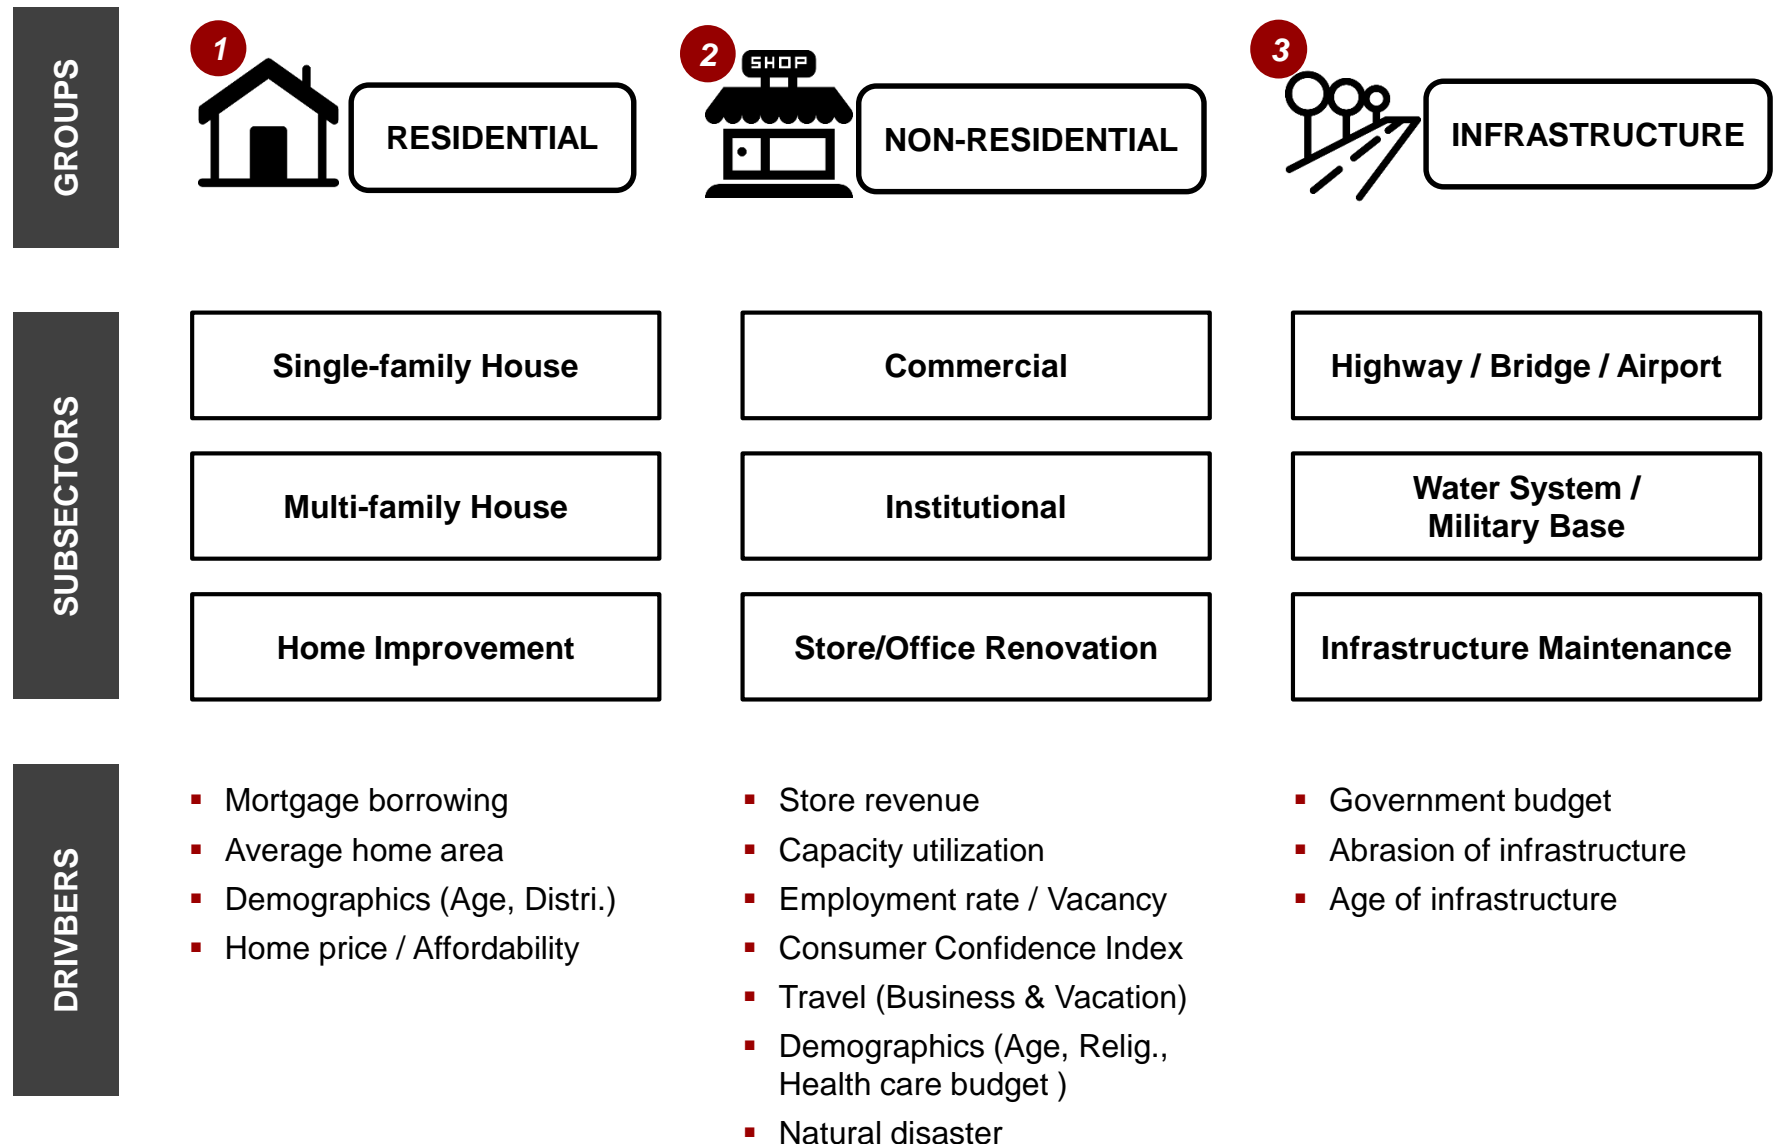 GROUPS
1
RESIDENTIAL
2
SHOP
NON-RESIDENTIAL
3
INFRASTRUCTURE
SUBSECTORS
Single-family House
Commercial
Highway / Bridge / Airport
Multi-family House
Institutional
Water System /
Military Base
Home Improvement
Store/Office Renovation
Infrastructure Maintenance
DRIVBERS
▪ Mortgage borrowing
▪ Average home area
▪ Demographics (Age, Distri.)
▪ Home price / Affordability
▪ Store revenue
▪ Capacity utilization
▪ Employment rate / Vacancy
▪ Consumer Confidence Index
▪ Travel (Business & Vacation)
▪ Demographics (Age, Relig.,
Health care budget )
▪ Natural disaster
▪ Government budget
▪ Abrasion of infrastructure
▪ Age of infrastructure